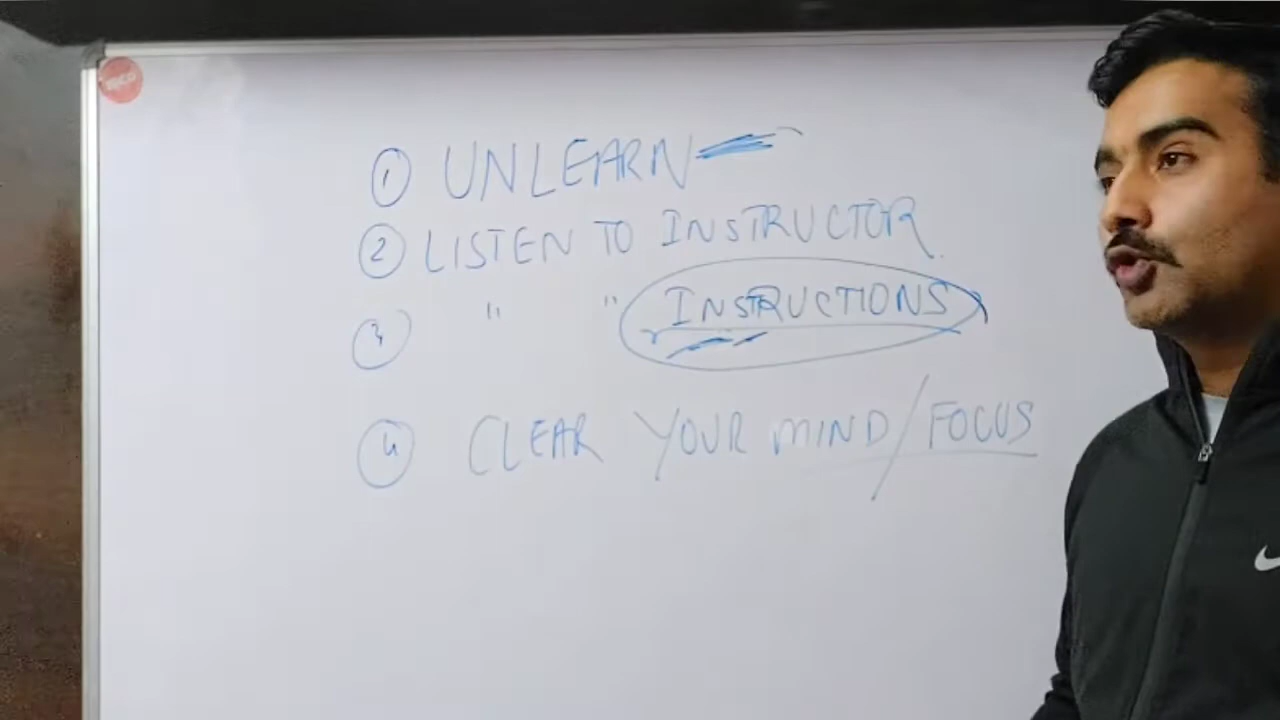 ① UNLEARN
② LISTEN TO INSTRUCTOR
③ " " INSTRUCTIONS
④ CLEAR YOUR MIND/FOCUS